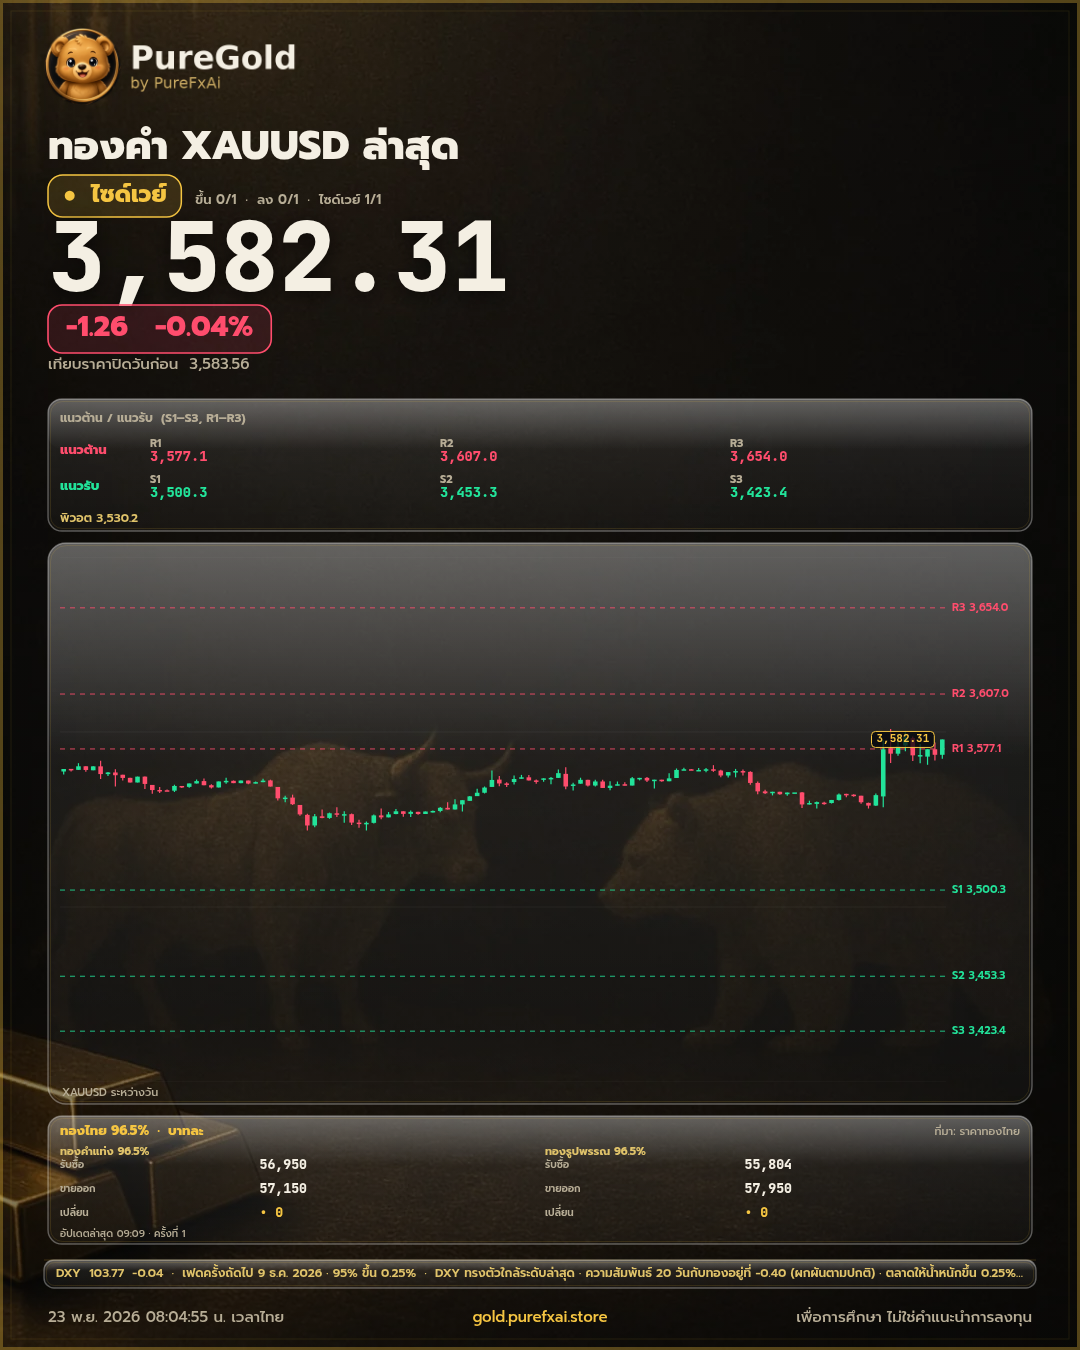 PureGold
by PureFxAi
ทองคำ XAUUSD ล่าสุด
• ไซด์เวย์ ขึ้น 0/1 · ลง 0/1 · ไซด์เวย์ 1/1
3,582.31
-1.26 -0.04%
เทียบราคาปิดวันก่อน 3,583.56
แนวต้าน / แนวรับ (S1–S3, R1–R3)
R1 R2 R3
แนวต้าน 3,577.1 3,607.0 3,654.0
S1 S2 S3
แนวรับ 3,500.3 3,453.3 3,423.4
พิวอต 3,530.2
R3 3,654.0
R2 3,607.0
3,582.31
R1 3,577.1
S1 3,500.3
S2 3,453.3
S3 3,423.4
XAUUSD ระหว่างวัน
ทองไทย 96.5% · บาทละ ที่มา: ราคาทองไทย
ทองคำแท่ง 96.5% ทองรูปพรรณ 96.5%
รับซื้อ 56,950 รับซื้อ 55,804
ขายออก 57,150 ขายออก 57,950
เปลี่ยน • 0 เปลี่ยน • 0
อัปเดตล่าสุด 09:09 · ครั้งที่ 1
DXY 103.77 -0.04 · เฟดครั้งถัดไป 9 ธ.ค. 2026 · 95% ขึ้น 0.25% · DXY ทรงตัวใกล้ระดับล่าสุด · ความสัมพันธ์ 20 วันกับทองอยู่ที่ -0.40 (ผกผันตามปกติ) · ตลาดให้น้ำหนักขึ้น 0.25%...
23 พ.ย. 2026 08:04:55 น. เวลาไทย gold.purefxai.store เพื่อการศึกษา ไม่ใช่คำแนะนำการลงทุน